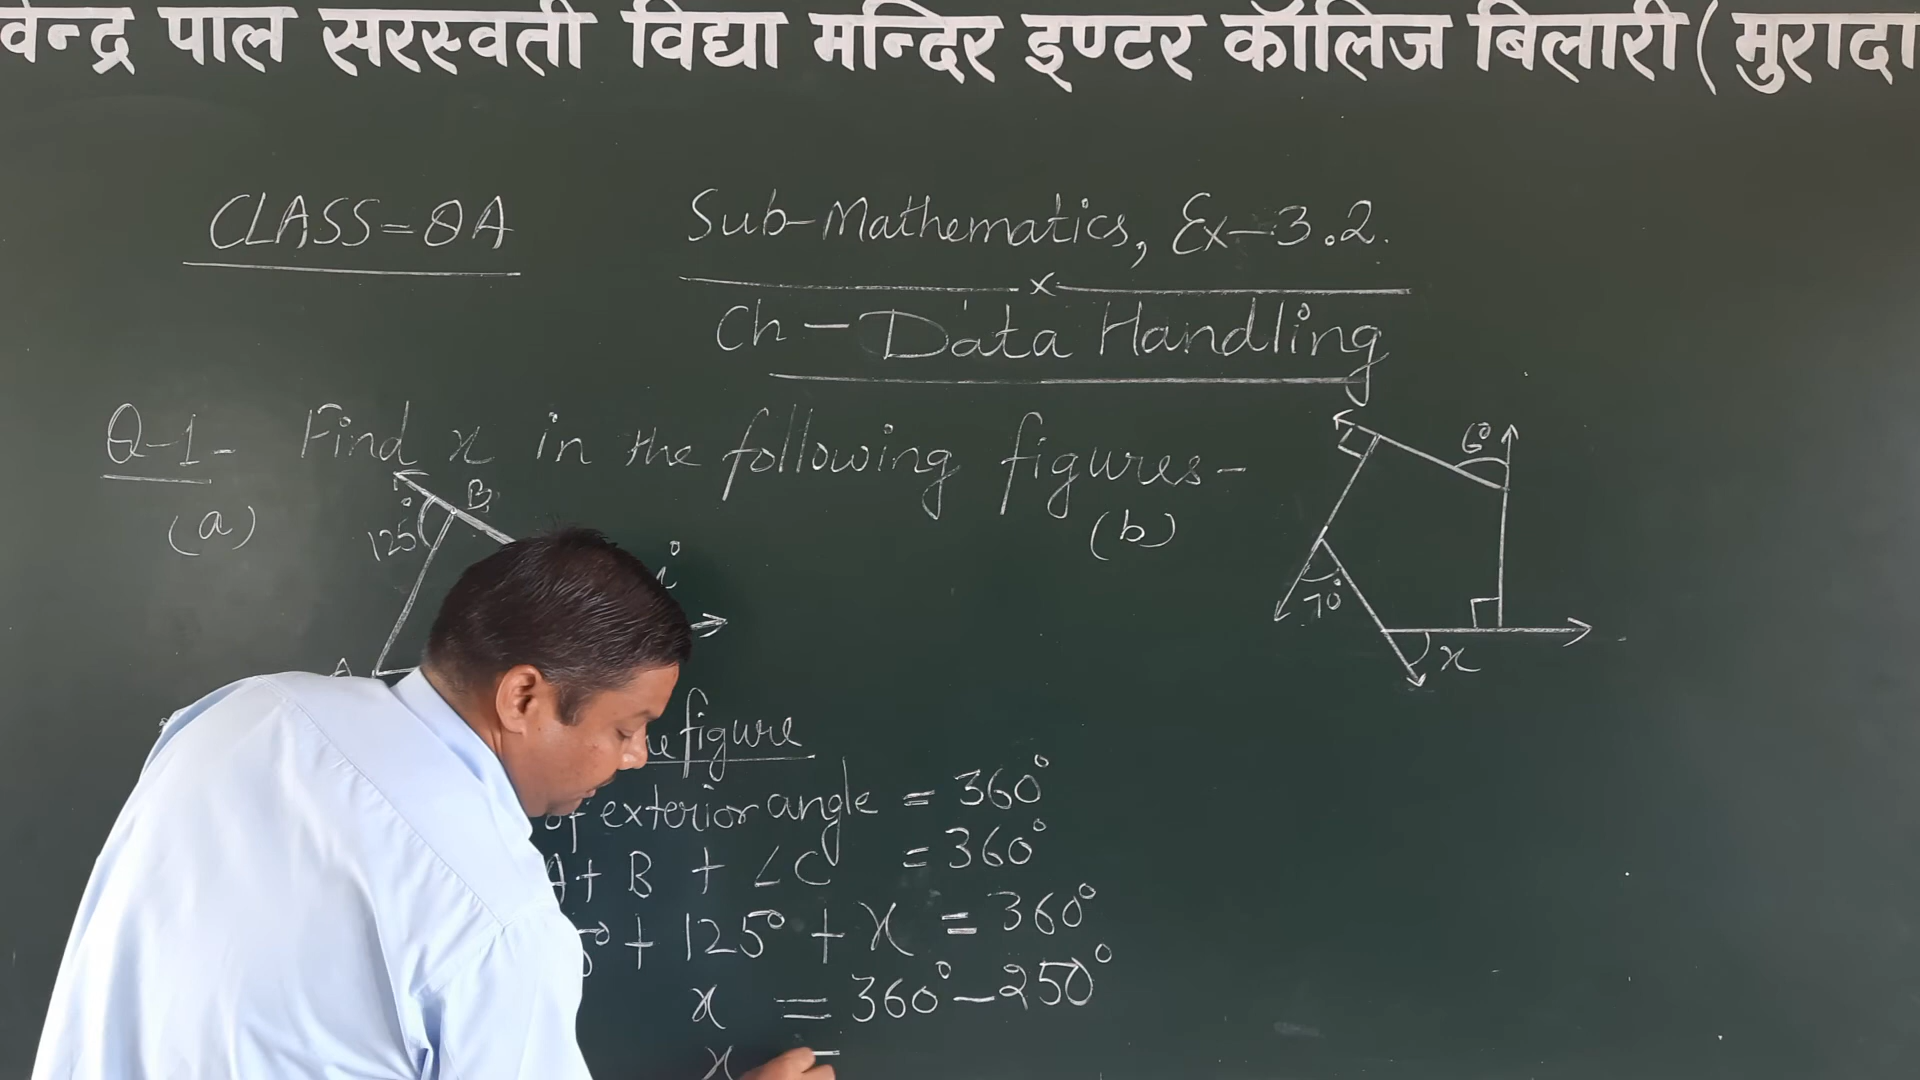 वेन्द्र पाल सरस्वती विद्या मन्दिर इण्टर कॉलिज बिलारी ( मुरादा
CLASS-8A
Sub-Mathematics, Ex-3.2.
x
Ch - Data Handling
Q-1- Find x in the following figures-
(a)
B
125°
A
(b)
60°
70°
x
figure
of exterior angle = 360°
A+ B + ∠C = 360°
+ 125° + x = 360°
x = 360° - 250°
x =